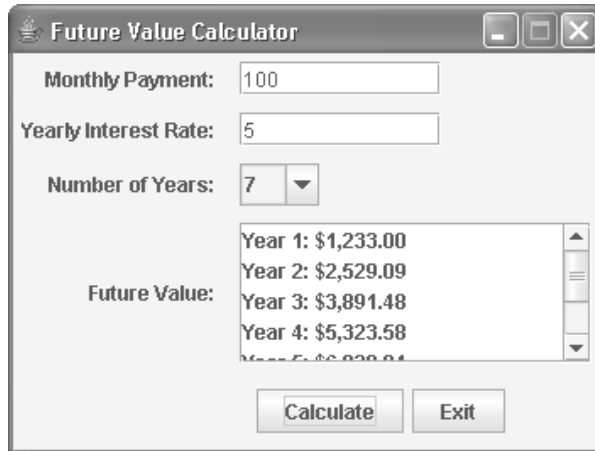 Future Value Calculator
Monthly Payment: 100
Yearly Interest Rate: 5
Number of Years: 7
Year 1: $1,233.00
Year 2: $2,529.09
Future Value:
Year 3: $3,891.48
Year 4: $5,323.58
Calculate Exit